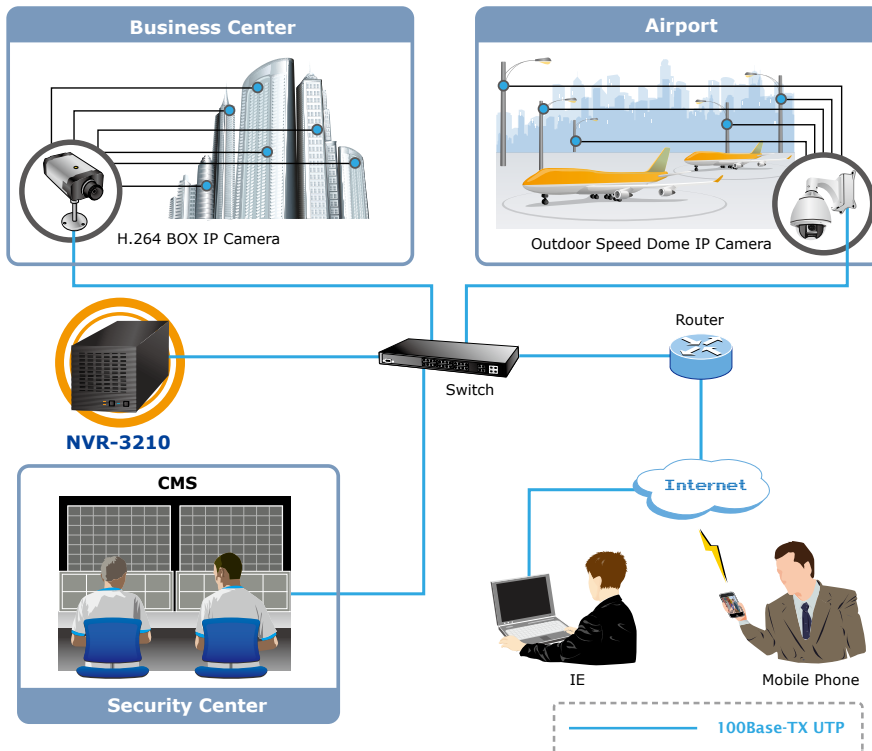 Business Center
Airport
H.264 BOX IP Camera
Outdoor Speed Dome IP Camera
Router
Switch
NVR-3210
CMS
Internet
Security Center
IE
Mobile Phone
100Base-TX UTP